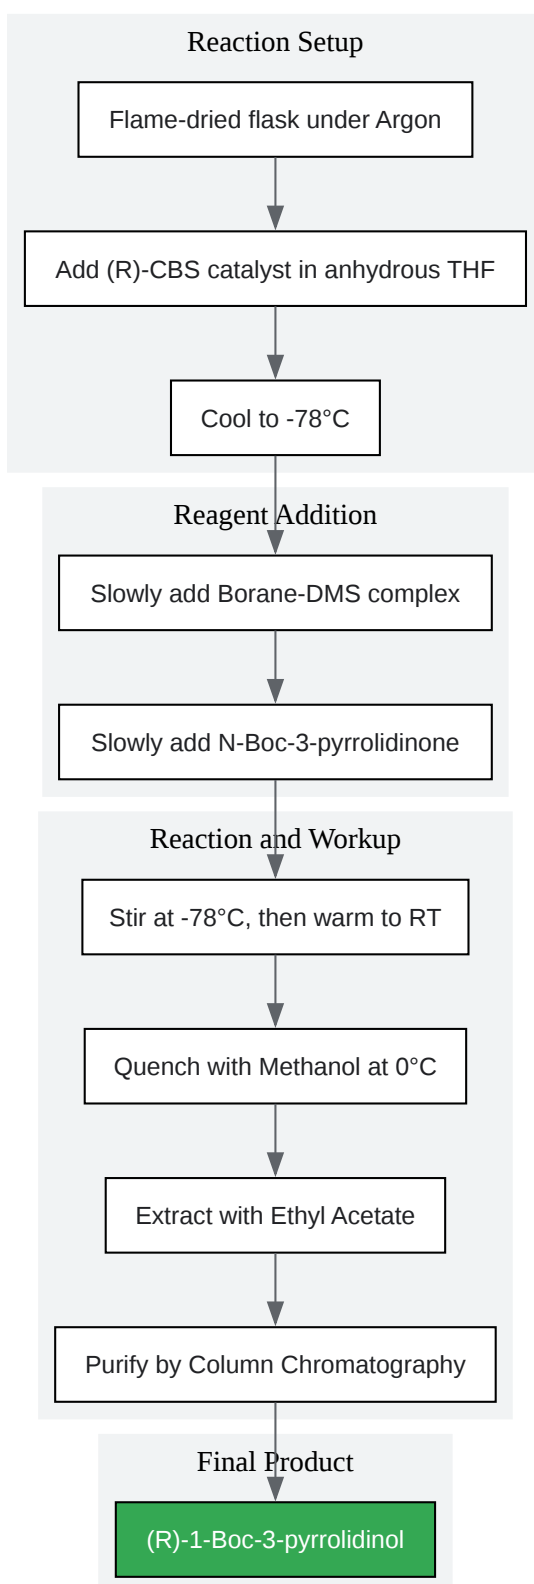 Reaction Setup
Flame-dried flask under Argon
Add (R)-CBS catalyst in anhydrous THF
Cool to -78°C
Reagent Addition
Slowly add Borane-DMS complex
Slowly add N-Boc-3-pyrrolidinone
Reaction and Workup
Stir at -78°C, then warm to RT
Quench with Methanol at 0°C
Extract with Ethyl Acetate
Purify by Column Chromatography
Final Product
(R)-1-Boc-3-pyrrolidinol